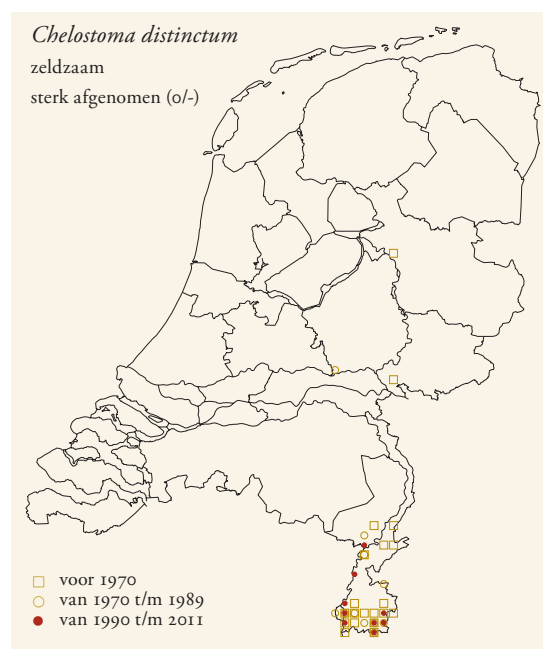 Chelostoma distinctum
zeldzaam
sterk afgenomen (0/-)
voor 1970
van 1970 t/m 1989
van 1990 t/m 2011